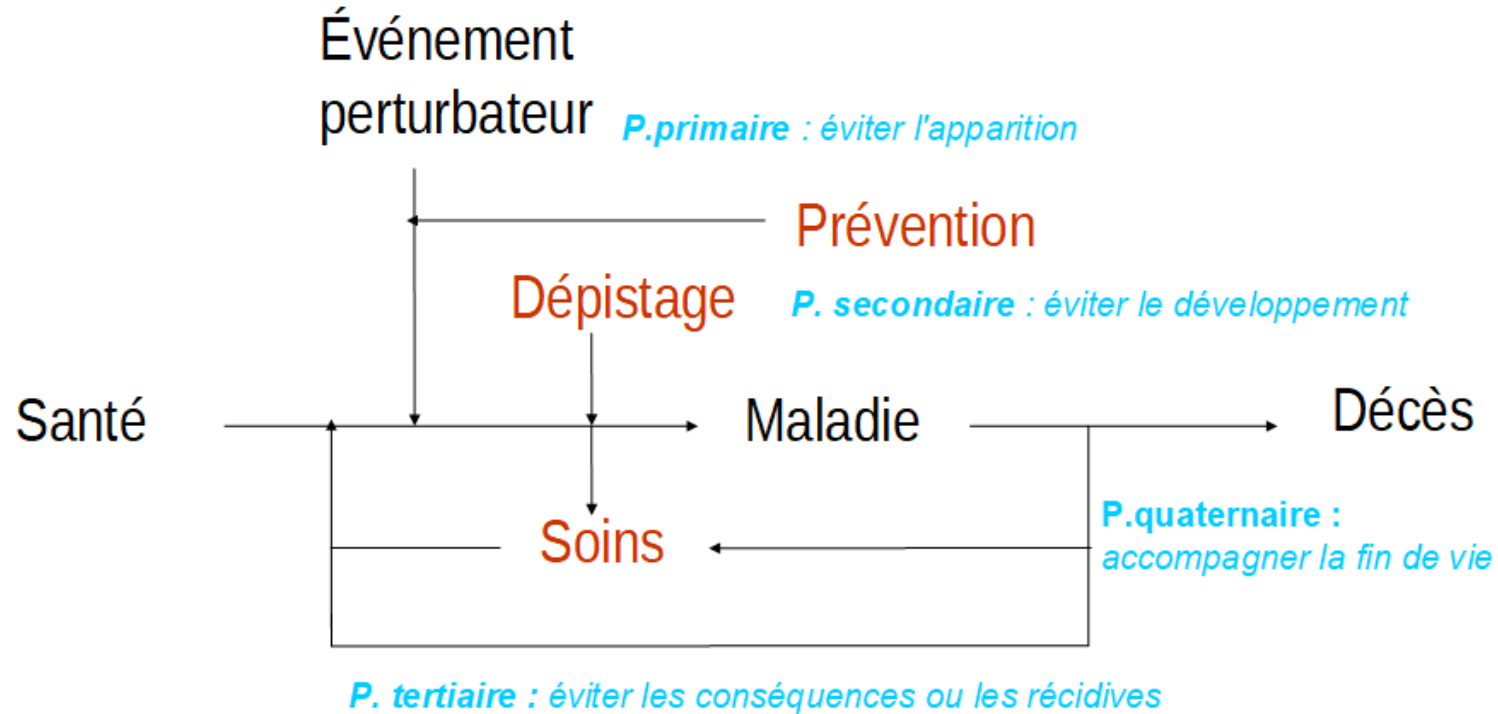 Événement
perturbateur
P.primaire : éviter l'apparition
Prévention
Dépistage
P. secondaire : éviter le développement
Santé
Maladie
Décès
P.quaternaire :
accompagner la fin de vie
Soins
P. tertiaire : éviter les conséquences ou les récidives